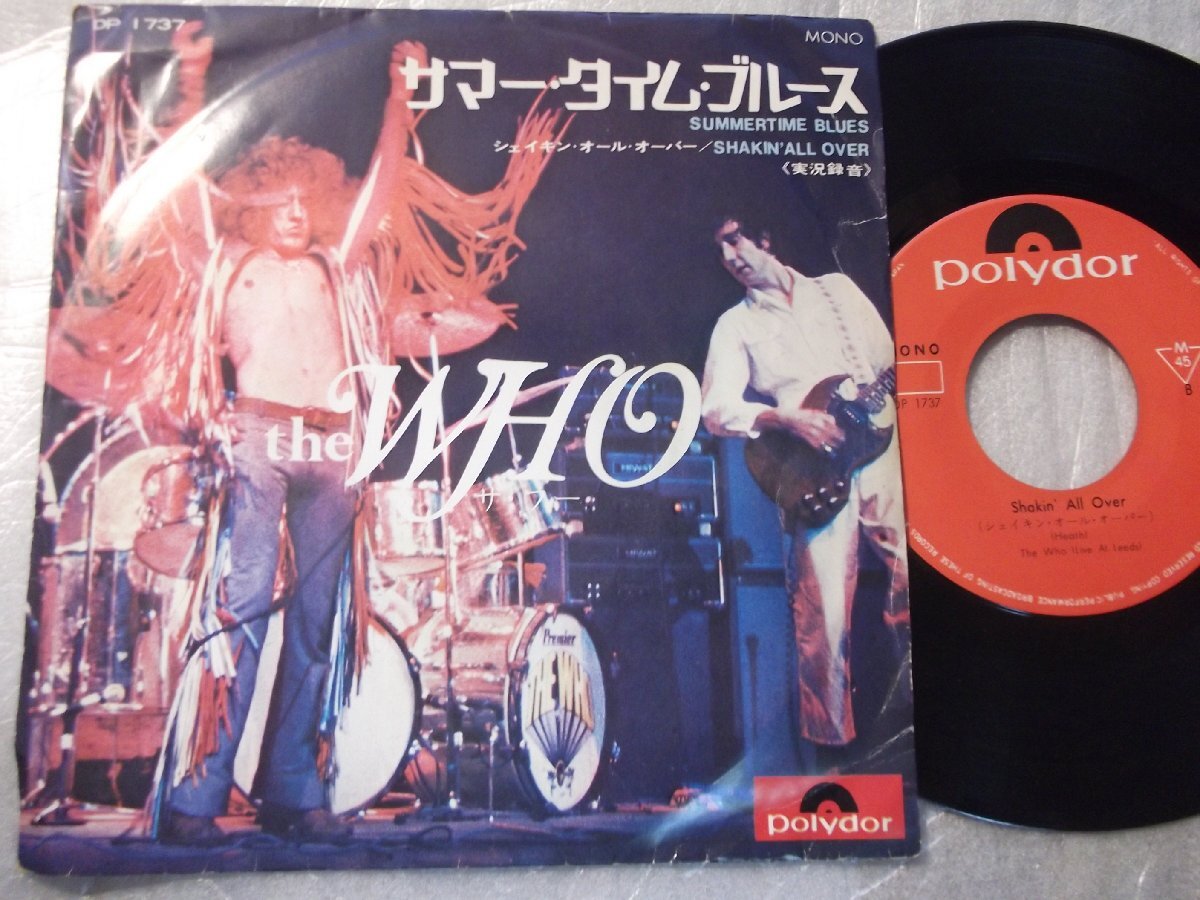 DP 1737
MONO
サマー・タイム・ブルース
SUMMERTIME BLUES
シェイキン・オール・オーバー/SHAKIN' ALL OVER
《実況録音》
the WHO
ザ・フー
Premier
THE WHO
polydor
polydor
MONO
DP 1737
M
45
B
Shakin' All Over
(シェイキン・オール・オーバー)
(Heath)
The Who (Live At Leeds)